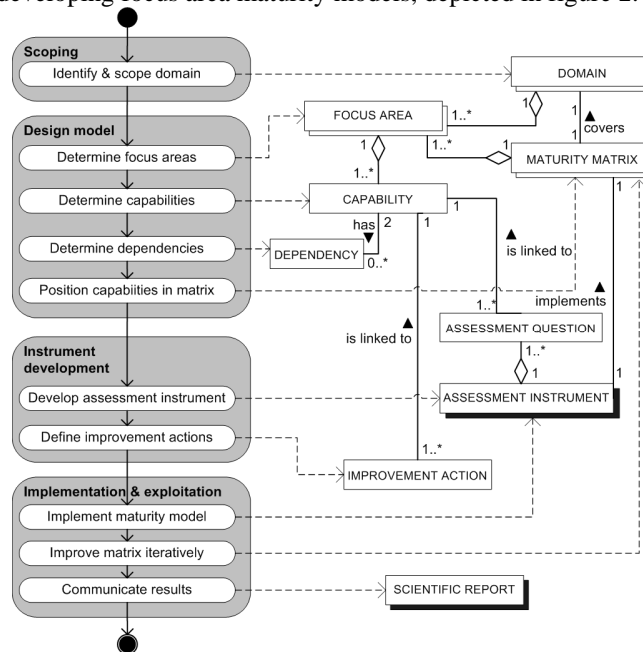 developing focus area maturity models, depicted in figure 2.
Scoping
Identify & scope domain
Design model
Determine focus areas
Determine capabilities
Determine dependencies
Position capabiities in matrix
Instrument
development
Develop assessment instrument
Define improvement actions
Implementation & exploitation
Implement maturity model
Improve matrix iteratively
Communicate results
DOMAIN
1
1
1..*
▲
covers
FOCUS AREA
1
1..*
1
1
MATURITY MATRIX
1..*
1
CAPABILITY
has
▼
2
1
1
DEPENDENCY
0..*
▲
is linked to
▲
implements
1..*
ASSESSMENT QUESTION
▲
is linked to
1..*
1
1
ASSESSMENT INSTRUMENT
1..*
IMPROVEMENT ACTION
SCIENTIFIC REPORT